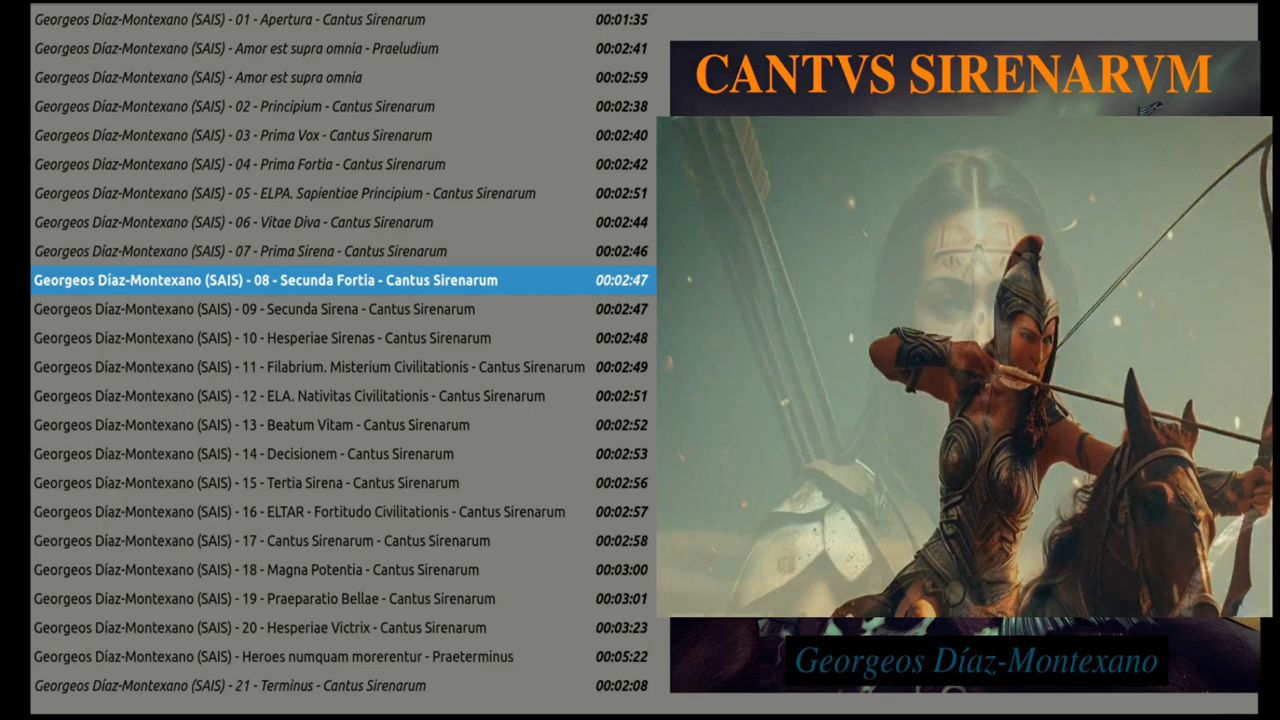 Georgeos Díaz-Montexano (SAIS) - 01 - Apertura - Cantus Sirenarum 00:01:35
Georgeos Díaz-Montexano (SAIS) - Amor est supra omnia - Praeludium 00:02:41
Georgeos Díaz-Montexano (SAIS) - Amor est supra omnia 00:02:59
Georgeos Díaz-Montexano (SAIS) - 02 - Principium - Cantus Sirenarum 00:02:38
Georgeos Díaz-Montexano (SAIS) - 03 - Prima Vox - Cantus Sirenarum 00:02:40
Georgeos Díaz-Montexano (SAIS) - 04 - Prima Fortia - Cantus Sirenarum 00:02:42
Georgeos Díaz-Montexano (SAIS) - 05 - ELPA. Sapientiae Principium - Cantus Sirenarum 00:02:51
Georgeos Díaz-Montexano (SAIS) - 06 - Vitae Diva - Cantus Sirenarum 00:02:44
Georgeos Díaz-Montexano (SAIS) - 07 - Prima Sirena - Cantus Sirenarum 00:02:46
Georgeos Díaz-Montexano (SAIS) - 08 - Secunda Fortia - Cantus Sirenarum 00:02:47
Georgeos Díaz-Montexano (SAIS) - 09 - Secunda Sirena - Cantus Sirenarum 00:02:47
Georgeos Díaz-Montexano (SAIS) - 10 - Hesperiae Sirenas - Cantus Sirenarum 00:02:48
Georgeos Díaz-Montexano (SAIS) - 11 - Filabrium. Misterium Civilitationis - Cantus Sirenarum 00:02:49
Georgeos Díaz-Montexano (SAIS) - 12 - ELA. Nativitas Civilitationis - Cantus Sirenarum 00:02:51
Georgeos Díaz-Montexano (SAIS) - 13 - Beatum Vitam - Cantus Sirenarum 00:02:52
Georgeos Díaz-Montexano (SAIS) - 14 - Decisionem - Cantus Sirenarum 00:02:53
Georgeos Díaz-Montexano (SAIS) - 15 - Tertia Sirena - Cantus Sirenarum 00:02:56
Georgeos Díaz-Montexano (SAIS) - 16 - ELTAR - Fortitudo Civilitationis - Cantus Sirenarum 00:02:57
Georgeos Díaz-Montexano (SAIS) - 17 - Cantus Sirenarum - Cantus Sirenarum 00:02:58
Georgeos Díaz-Montexano (SAIS) - 18 - Magna Potentia - Cantus Sirenarum 00:03:00
Georgeos Díaz-Montexano (SAIS) - 19 - Praeparatio Bellae - Cantus Sirenarum 00:03:01
Georgeos Díaz-Montexano (SAIS) - 20 - Hesperiae Victrix - Cantus Sirenarum 00:03:23
Georgeos Díaz-Montexano (SAIS) - Heroes numquam morerentur - Praeterminus 00:05:22
Georgeos Díaz-Montexano (SAIS) - 21 - Terminus - Cantus Sirenarum 00:02:08
CANTVS SIRENARVM
Georgeos Díaz-Montexano